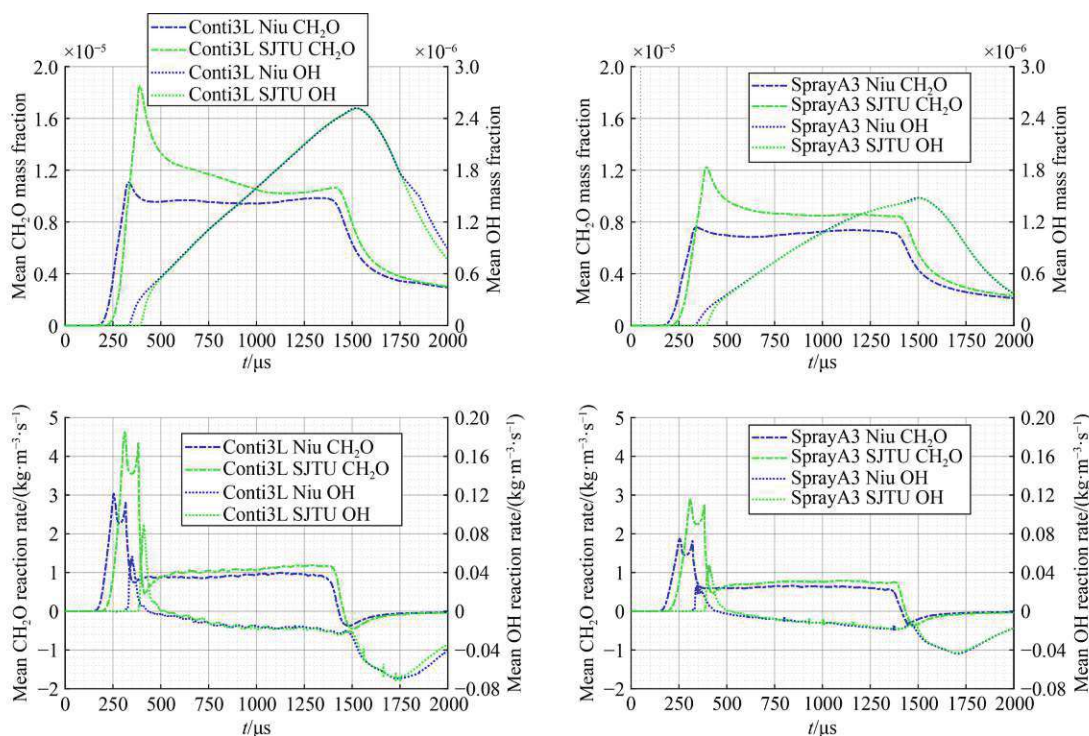 ×10⁻⁵
×10⁻⁶
2.0
1.6
1.2
0.8
0.4
0
Mean CH₂O mass fraction
Conti3L Niu CH₂O
Conti3L SJTU CH₂O
Conti3L Niu OH
Conti3L SJTU OH
3.0
2.4
1.8
1.2
0.6
0
Mean OH mass fraction
0 250 500 750 1000 1250 1500 1750 2000
t/μs
×10⁻⁵
×10⁻⁶
2.0
1.6
1.2
0.8
0.4
0
Mean CH₂O mass fraction
SprayA3 Niu CH₂O
SprayA3 SJTU CH₂O
SprayA3 Niu OH
SprayA3 SJTU OH
3.0
2.4
1.8
1.2
0.6
0
Mean OH mass fraction
0 250 500 750 1000 1250 1500 1750 2000
t/μs
5
4
3
2
1
0
−1
−2
Mean CH₂O reaction rate/(kg·m⁻³·s⁻¹)
Conti3L Niu CH₂O
Conti3L SJTU CH₂O
Conti3L Niu OH
Conti3L SJTU OH
0.20
0.16
0.12
0.08
0.04
0
−0.04
−0.08
Mean OH reaction rate/(kg·m⁻³·s⁻¹)
0 250 500 750 1000 1250 1500 1750 2000
t/μs
5
4
3
2
1
0
−1
−2
Mean CH₂O reaction rate/(kg·m⁻³·s⁻¹)
SprayA3 Niu CH₂O
SprayA3 SJTU CH₂O
SprayA3 Niu OH
SprayA3 SJTU OH
0.20
0.16
0.12
0.08
0.04
0
−0.04
−0.08
Mean OH reaction rate/(kg·m⁻³·s⁻¹)
0 250 500 750 1000 1250 1500 1750 2000
t/μs